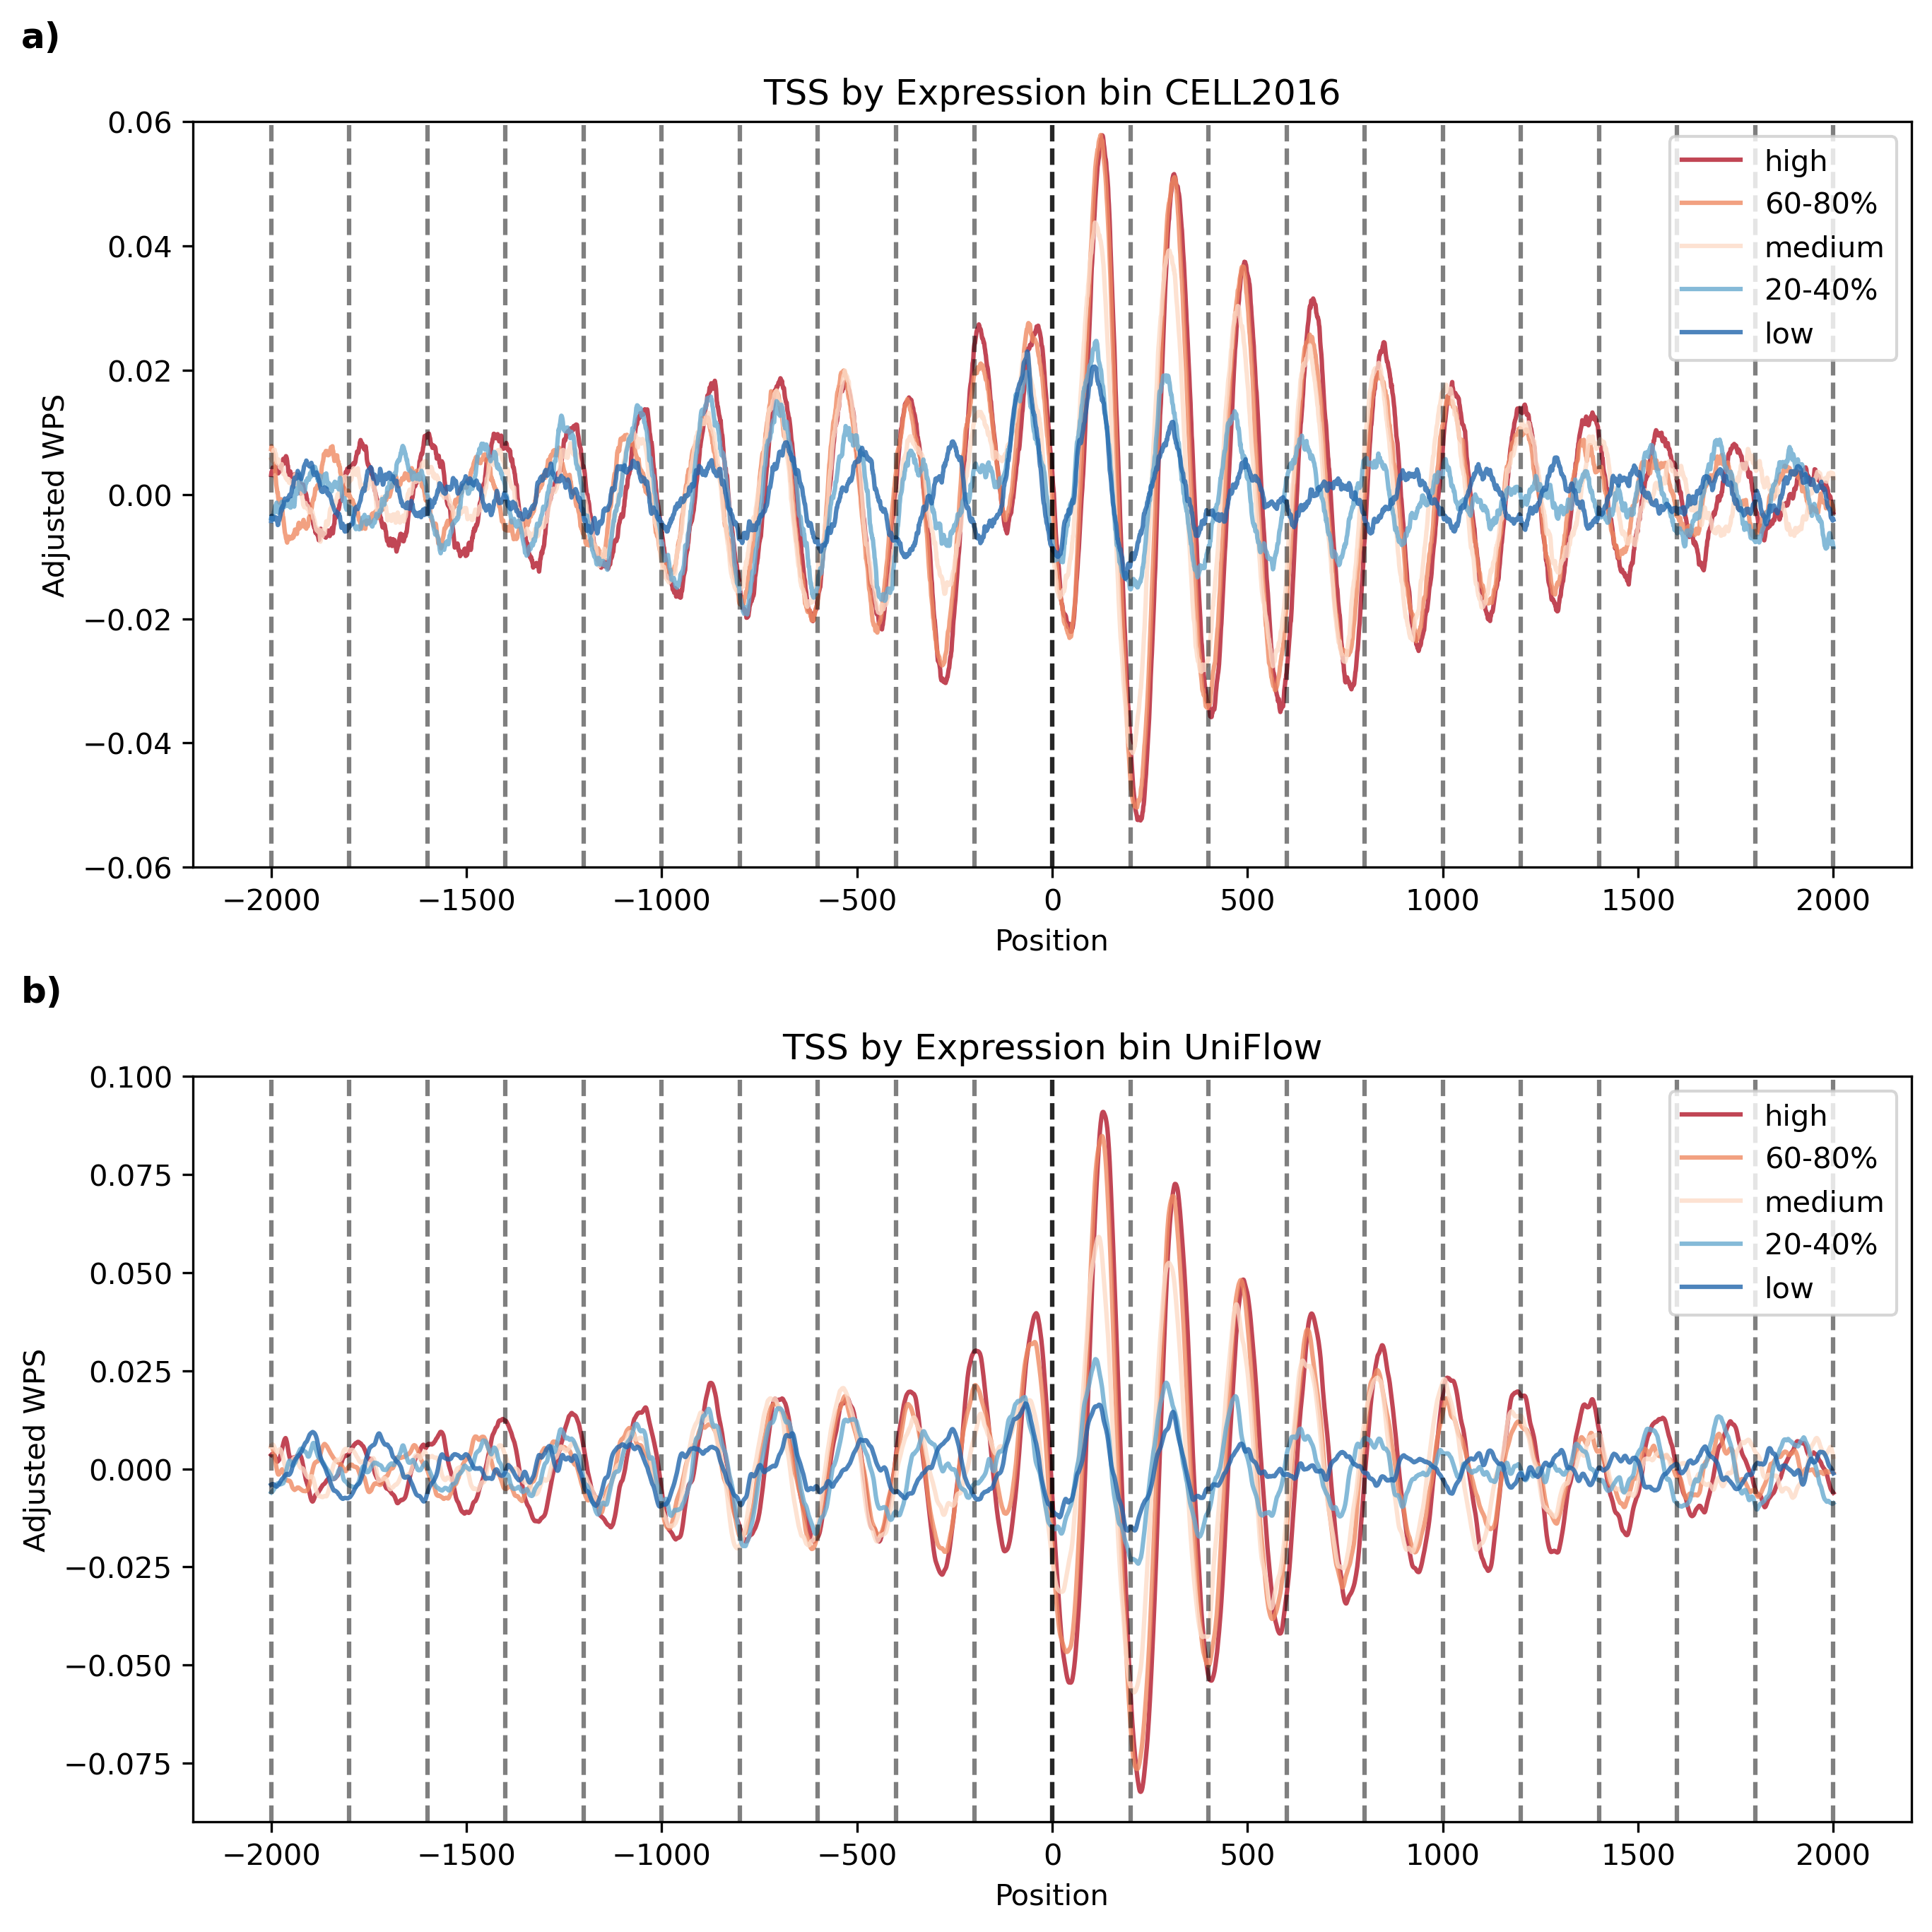 a)
TSS by Expression bin CELL2016
0.06
0.04
0.02
0.00
−0.02
−0.04
−0.06
Adjusted WPS
high
60-80%
medium
20-40%
low
−2000 −1500 −1000 −500 0 500 1000 1500 2000
Position
b)
TSS by Expression bin UniFlow
0.100
0.075
0.050
0.025
0.000
−0.025
−0.050
−0.075
Adjusted WPS
high
60-80%
medium
20-40%
low
−2000 −1500 −1000 −500 0 500 1000 1500 2000
Position